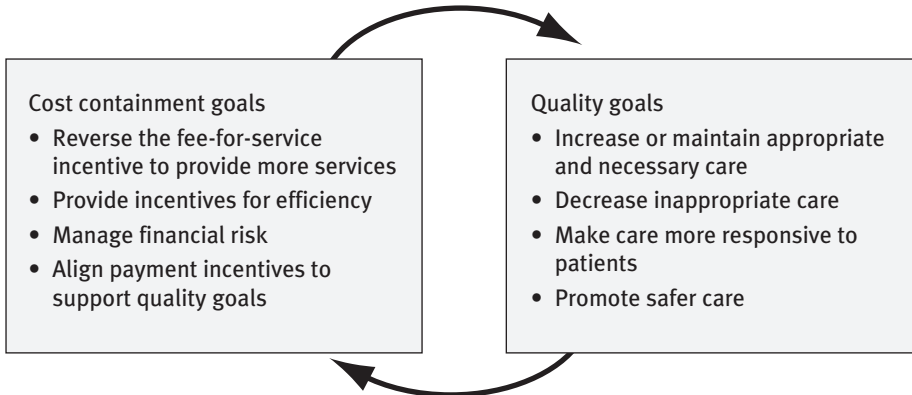 Cost containment goals
• Reverse the fee-for-service
incentive to provide more services
• Provide incentives for efficiency
• Manage financial risk
• Align payment incentives to
support quality goals
Quality goals
• Increase or maintain appropriate
and necessary care
• Decrease inappropriate care
• Make care more responsive to
patients
• Promote safer care